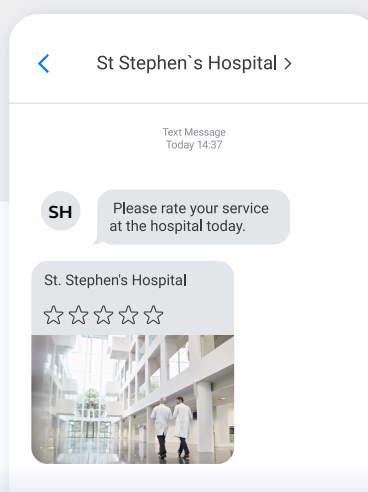 St Stephen`s Hospital
Text Message
Today 14:37
SH
Please rate your service
at the hospital today.
St. Stephen's Hospital